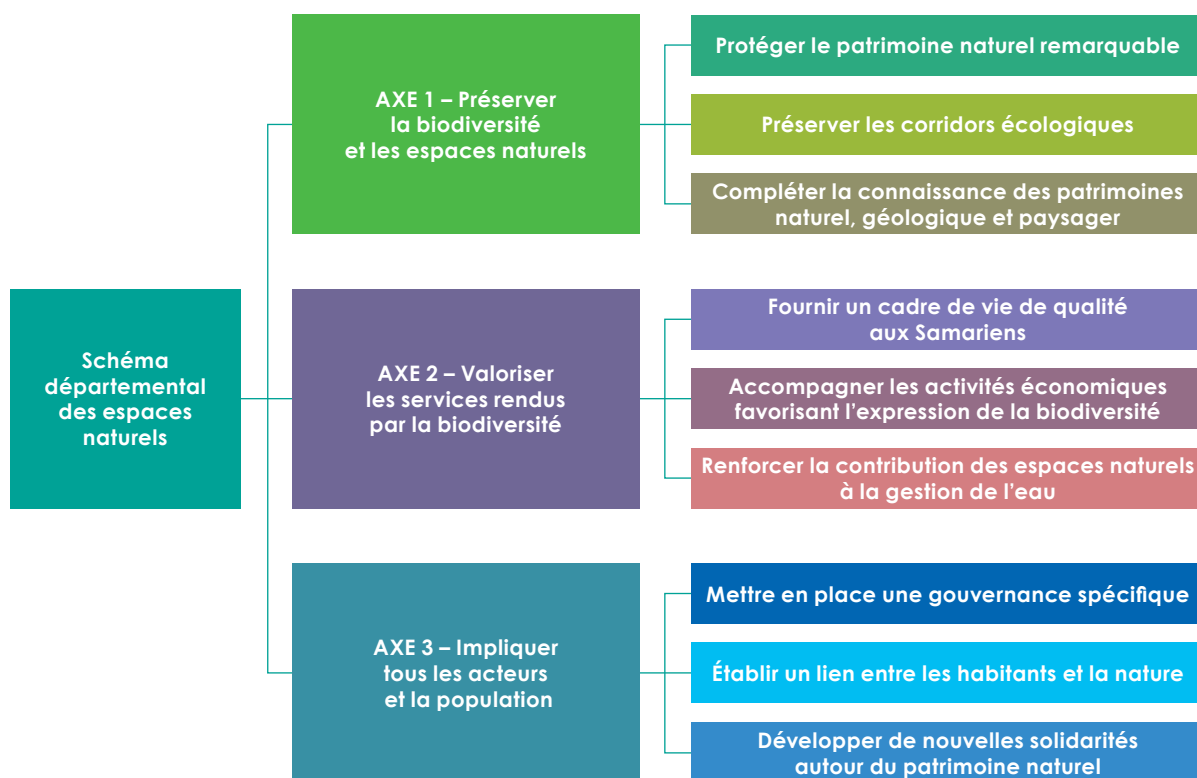 Schéma
départemental
des espaces
naturels
AXE 1 – Préserver
la biodiversité
et les espaces naturels
Protéger le patrimoine naturel remarquable
Préserver les corridors écologiques
Compléter la connaissance des patrimoines
naturel, géologique et paysager
AXE 2 – Valoriser
les services rendus
par la biodiversité
Fournir un cadre de vie de qualité
aux Samariens
Accompagner les activités économiques
favorisant l’expression de la biodiversité
Renforcer la contribution des espaces naturels
à la gestion de l’eau
AXE 3 – Impliquer
tous les acteurs
et la population
Mettre en place une gouvernance spécifique
Établir un lien entre les habitants et la nature
Développer de nouvelles solidarités
autour du patrimoine naturel